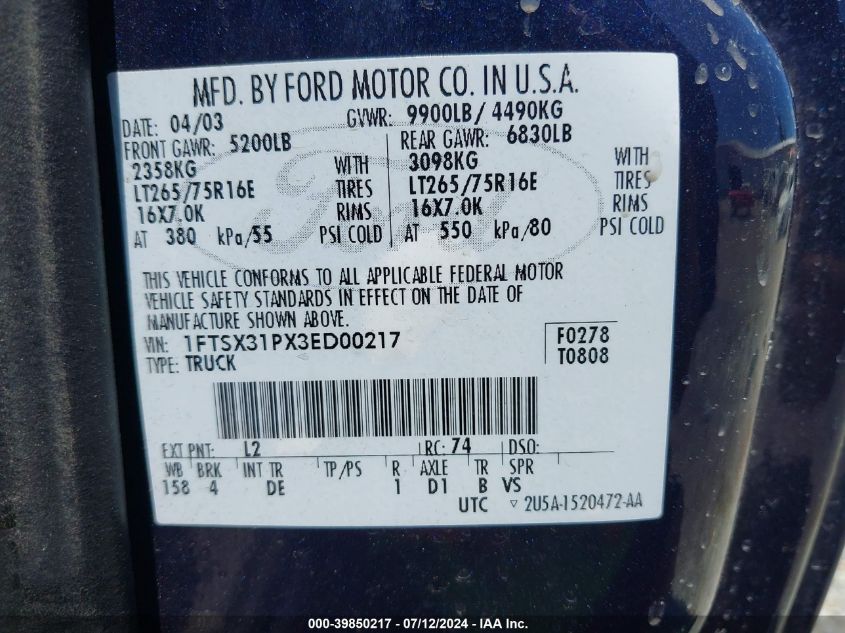 MFD. BY FORD MOTOR CO. IN U.S.A.
DATE: 04/03 GVWR: 9900LB/ 4490KG
FRONT GAWR: 5200LB REAR GAWR: 6830LB
2358KG WITH 3098KG WITH
LT265/75R16E TIRES LT265/75R16E TIRES
16X7.0K RIMS 16X7.0K RIMS
AT 380 kPa/55 PSI COLD AT 550 kPa/80 PSI COLD
Ford
THIS VEHICLE CONFORMS TO ALL APPLICABLE FEDERAL MOTOR
VEHICLE SAFETY STANDARDS IN EFFECT ON THE DATE OF
MANUFACTURE SHOWN ABOVE.
VIN: 1FTSX31PX3ED00217 F0278
TYPE: TRUCK T0808
EXT PNT: L2 RC: 74 DSO:
WB BRK INT TR TP/PS R AXLE TR SPR
158 4 DE 1 D1 B VS
UTC ▽ 2U5A-1520472-AA
000-39850217 / 07/12/2024 - IAA Inc.